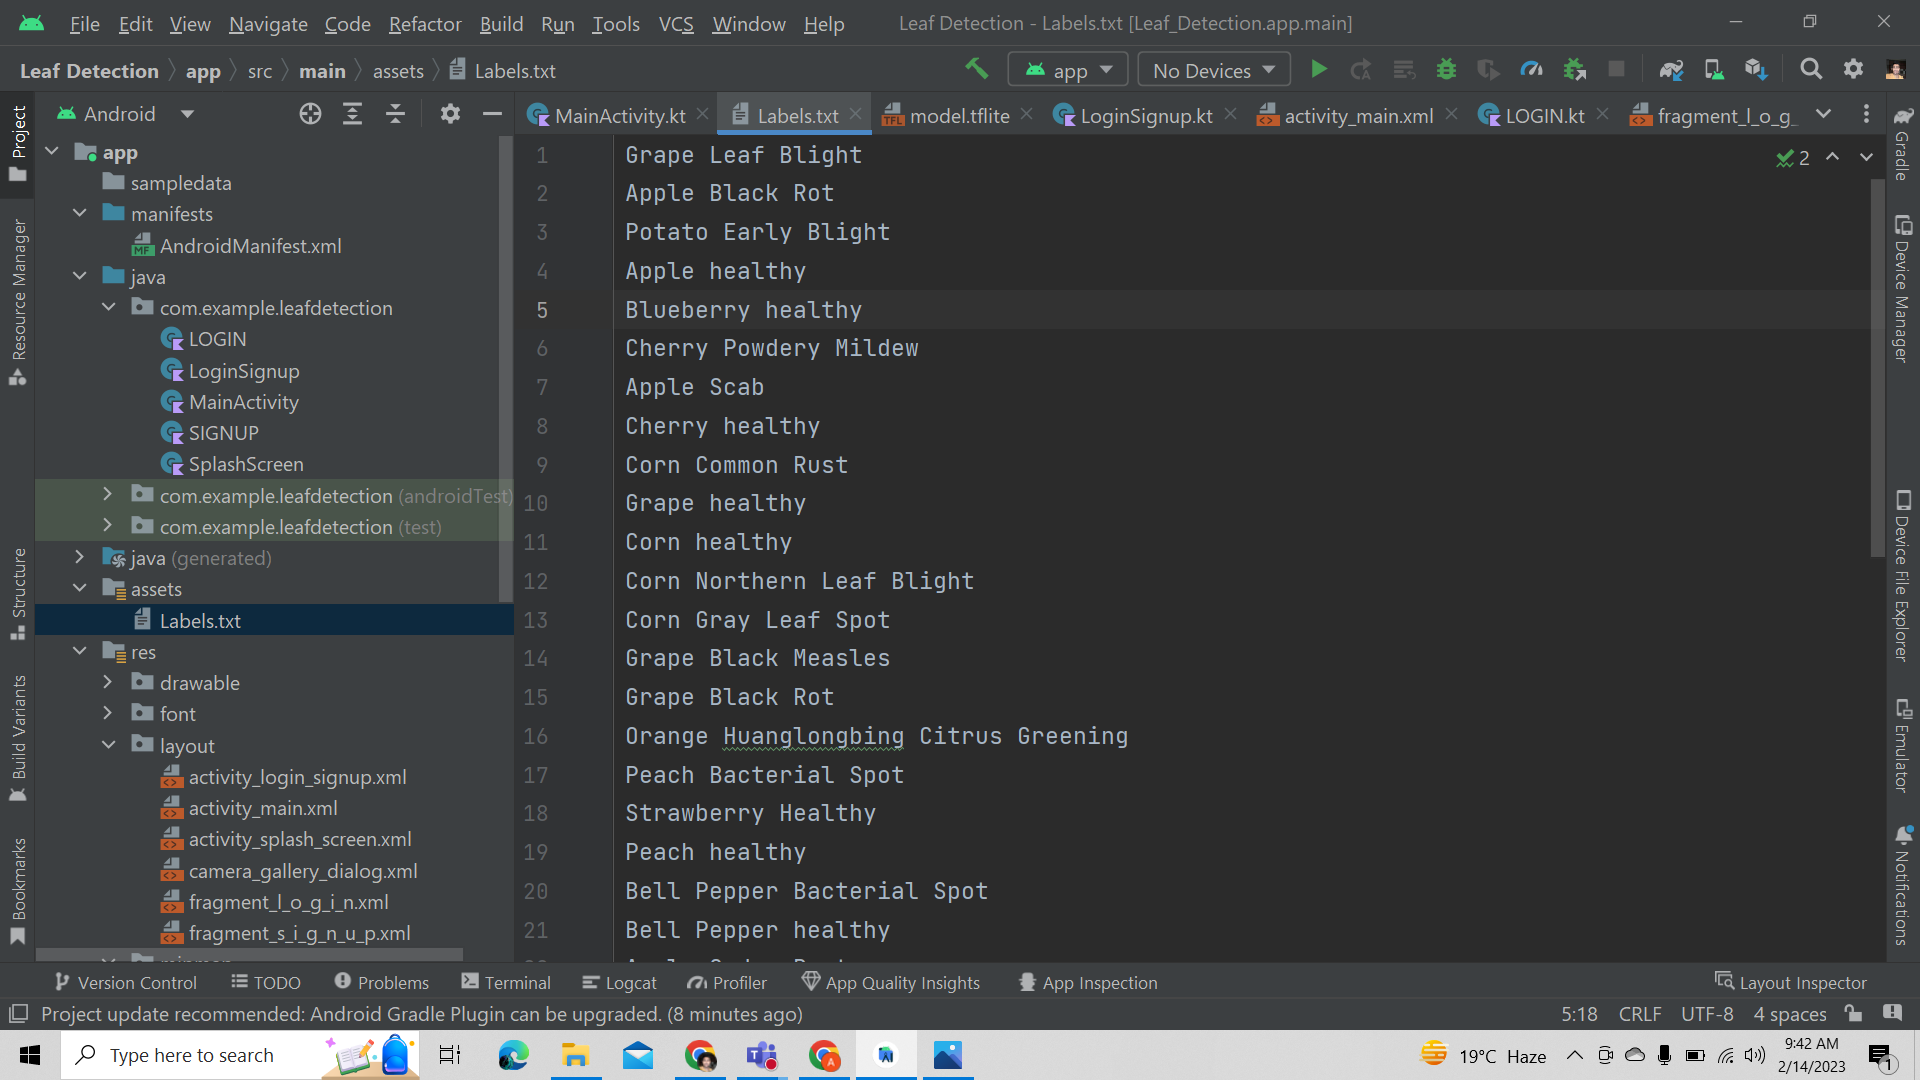 File Edit View Navigate Code Refactor Build Run Tools VCS Window Help Leaf Detection - Labels.txt [Leaf_Detection.app.main]
Leaf Detection app src main assets Labels.txt app No Devices
Android
MainActivity.kt Labels.txt model.tflite LoginSignup.kt activity_main.xml LOGIN.kt fragment_l_o_g_
Project
Resource Manager
Structure
Build Variants
Bookmarks
app
sampledata
manifests
AndroidManifest.xml
java
com.example.leafdetection
LOGIN
LoginSignup
MainActivity
SIGNUP
SplashScreen
com.example.leafdetection (androidTest)
com.example.leafdetection (test)
java (generated)
assets
Labels.txt
res
drawable
font
layout
activity_login_signup.xml
activity_main.xml
activity_splash_screen.xml
camera_gallery_dialog.xml
fragment_l_o_g_i_n.xml
fragment_s_i_g_n_u_p.xml
2
1 Grape Leaf Blight
2 Apple Black Rot
3 Potato Early Blight
4 Apple healthy
5 Blueberry healthy
6 Cherry Powdery Mildew
7 Apple Scab
8 Cherry healthy
9 Corn Common Rust
10 Grape healthy
11 Corn healthy
12 Corn Northern Leaf Blight
13 Corn Gray Leaf Spot
14 Grape Black Measles
15 Grape Black Rot
16 Orange Huanglongbing Citrus Greening
17 Peach Bacterial Spot
18 Strawberry Healthy
19 Peach healthy
20 Bell Pepper Bacterial Spot
21 Bell Pepper healthy
Gradle
Device Manager
Device File Explorer
Emulator
Notifications
Version Control TODO Problems Terminal Logcat Profiler App Quality Insights App Inspection Layout Inspector
Project update recommended: Android Gradle Plugin can be upgraded. (8 minutes ago) 5:18 CRLF UTF-8 4 spaces
Type here to search 19°C Haze 9:42 AM
2/14/2023 1